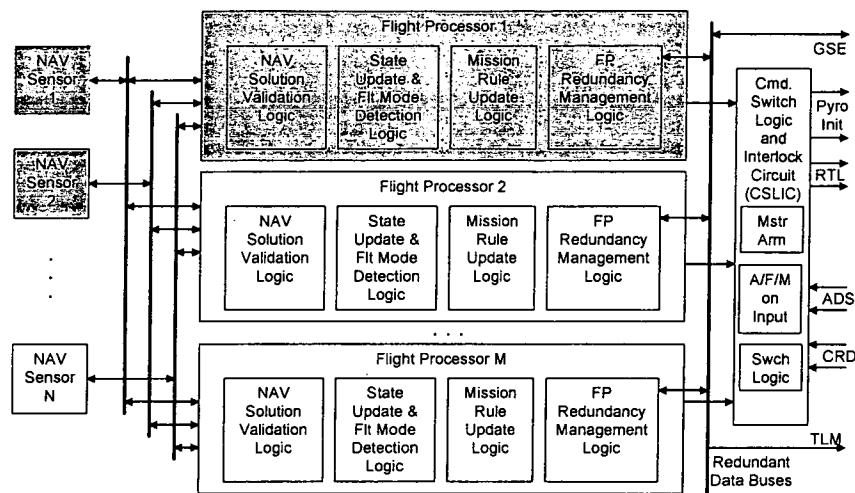 Flight Processor 1
NAV
Sensor
1
NAV
Solution
Validation
Logic
State
Update &
Flt Mode
Detection
Logic
Mission
Rule
Update
Logic
FP
Redundancy
Management
Logic
GSE
Cmd.
Switch
Logic
and
Interlock
Circuit
(CSLIC)
Pyro
Init
RTL
Mstr
Arm
A/F/M
on
Input
ADS
Swch
Logic
CRD
TLM
NAV
Sensor
2
Flight Processor 2
NAV
Solution
Validation
Logic
State
Update &
Flt Mode
Detection
Logic
Mission
Rule
Update
Logic
FP
Redundancy
Management
Logic
. . .
. . .
NAV
Sensor
N
Flight Processor M
NAV
Solution
Validation
Logic
State
Update &
Flt Mode
Detection
Logic
Mission
Rule
Update
Logic
FP
Redundancy
Management
Logic
Redundant
Data Buses